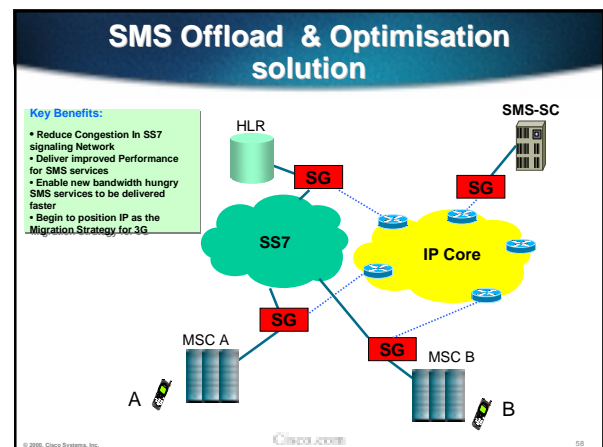 SMS Offload & Optimisation
solution
Key Benefits:
• Reduce Congestion In SS7
signaling Network
• Deliver improved Performance
for SMS services
• Enable new bandwidth hungry
SMS services to be delivered
faster
• Begin to position IP as the
Migration Strategy for 3G
HLR
SMS-SC
SG
SG
SS7
IP Core
SG
MSC A
SG
MSC B
A
B
© 2000, Cisco Systems, Inc.
Cisco.com
58